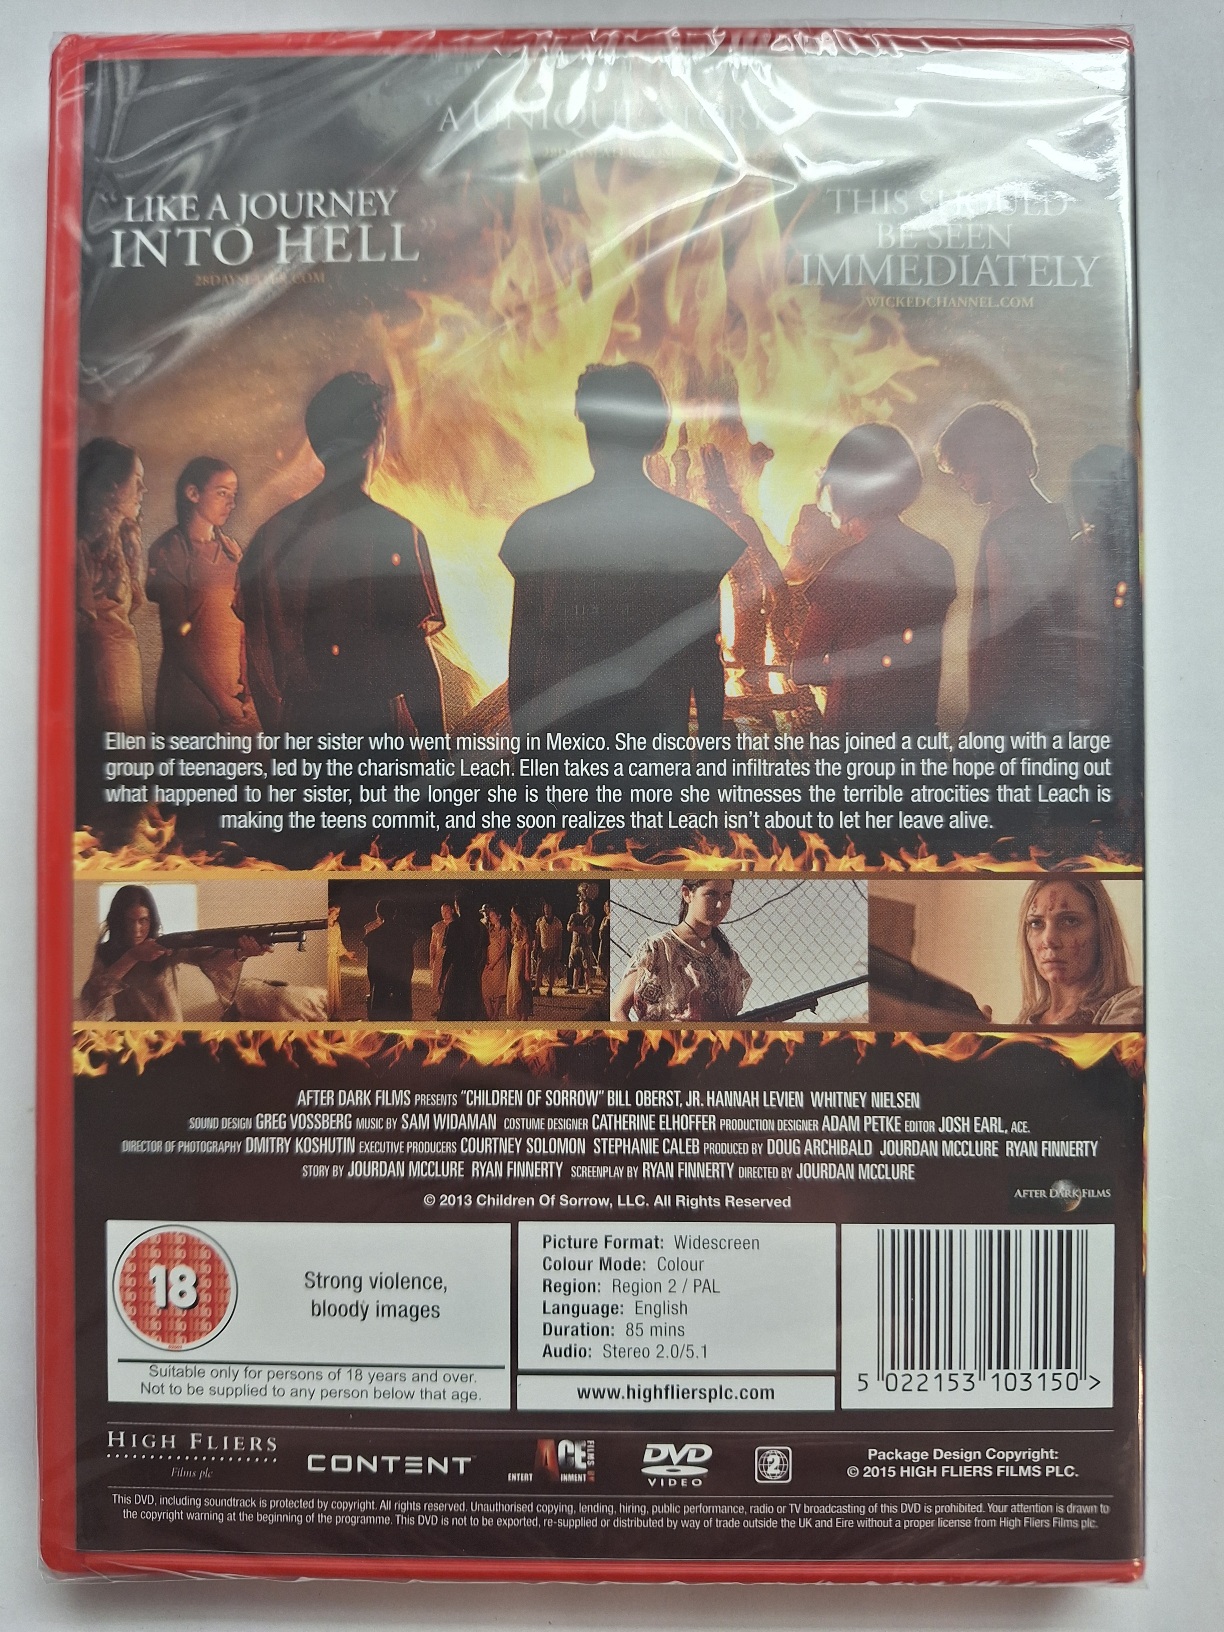 A UNIQUE STORY
"LIKE A JOURNEY
INTO HELL"
28DAYSLATER.COM
THIS SHOULD
BE SEEN
IMMEDIATELY
WICKEDCHANNEL.COM
Ellen is searching for her sister who went missing in Mexico. She discovers that she has joined a cult, along with a large
group of teenagers, led by the charismatic Leach. Ellen takes a camera and infiltrates the group in the hope of finding out
what happened to her sister, but the longer she is there the more she witnesses the terrible atrocities that Leach is
making the teens commit, and she soon realizes that Leach isn't about to let her leave alive.
AFTER DARK FILMS PRESENTS "CHILDREN OF SORROW" BILL OBERST, JR. HANNAH LEVIEN WHITNEY NIELSEN
SOUND DESIGN GREG VOSSBERG MUSIC BY SAM WIDAMAN COSTUME DESIGNER CATHERINE ELHOFFER PRODUCTION DESIGNER ADAM PETKE EDITOR JOSH EARL, ACE.
DIRECTOR OF PHOTOGRAPHY DMITRY KOSHUTIN EXECUTIVE PRODUCERS COURTNEY SOLOMON STEPHANIE CALEB PRODUCED BY DOUG ARCHIBALD JOURDAN MCCLURE RYAN FINNERTY
STORY BY JOURDAN MCCLURE RYAN FINNERTY SCREENPLAY BY RYAN FINNERTY DIRECTED BY JOURDAN MCCLURE
© 2013 Children Of Sorrow, LLC. All Rights Reserved
AFTER DARK FILMS
18
Strong violence,
bloody images
Suitable only for persons of 18 years and over.
Not to be supplied to any person below that age.
Picture Format: Widescreen
Colour Mode: Colour
Region: Region 2 / PAL
Language: English
Duration: 85 mins
Audio: Stereo 2.0/5.1
www.highfliersplc.com
5 022153 103150 >
HIGH FLIERS
Films plc
CONTENT
ACE
ENTERT INMENT
DVD
VIDEO
2
Package Design Copyright:
© 2015 HIGH FLIERS FILMS PLC.
This DVD, including soundtrack is protected by copyright. All rights reserved. Unauthorised copying, lending, hiring, public performance, radio or TV broadcasting of this DVD is prohibited. Your attention is drawn to
the copyright warning at the beginning of the programme. This DVD is not to be exported, re-supplied or distributed by way of trade outside the UK and Eire without a proper license from High Fliers Films plc.